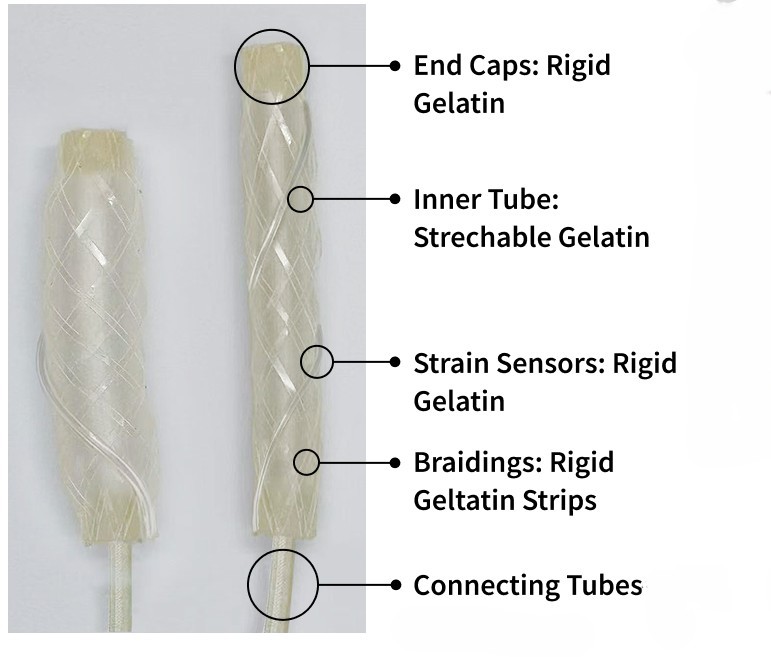 End Caps: Rigid
Gelatin
Inner Tube:
Strechable Gelatin
Strain Sensors: Rigid
Gelatin
Braidings: Rigid
Geltatin Strips
Connecting Tubes